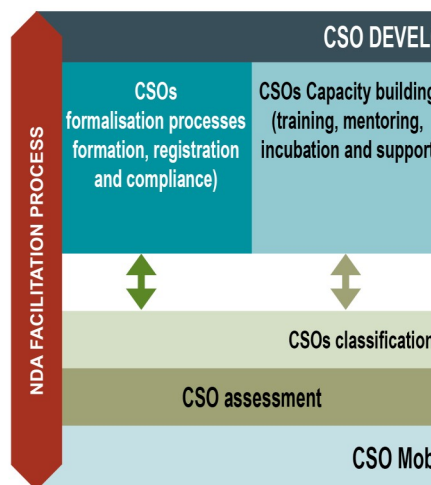 CSO DEVEL
CSOs
formalisation processes
formation, registration
and compliance)
CSOs Capacity building
(training, mentoring,
incubation and support
NDA FACILITATION PROCESS
CSOs classification
CSO assessment
CSO Mob